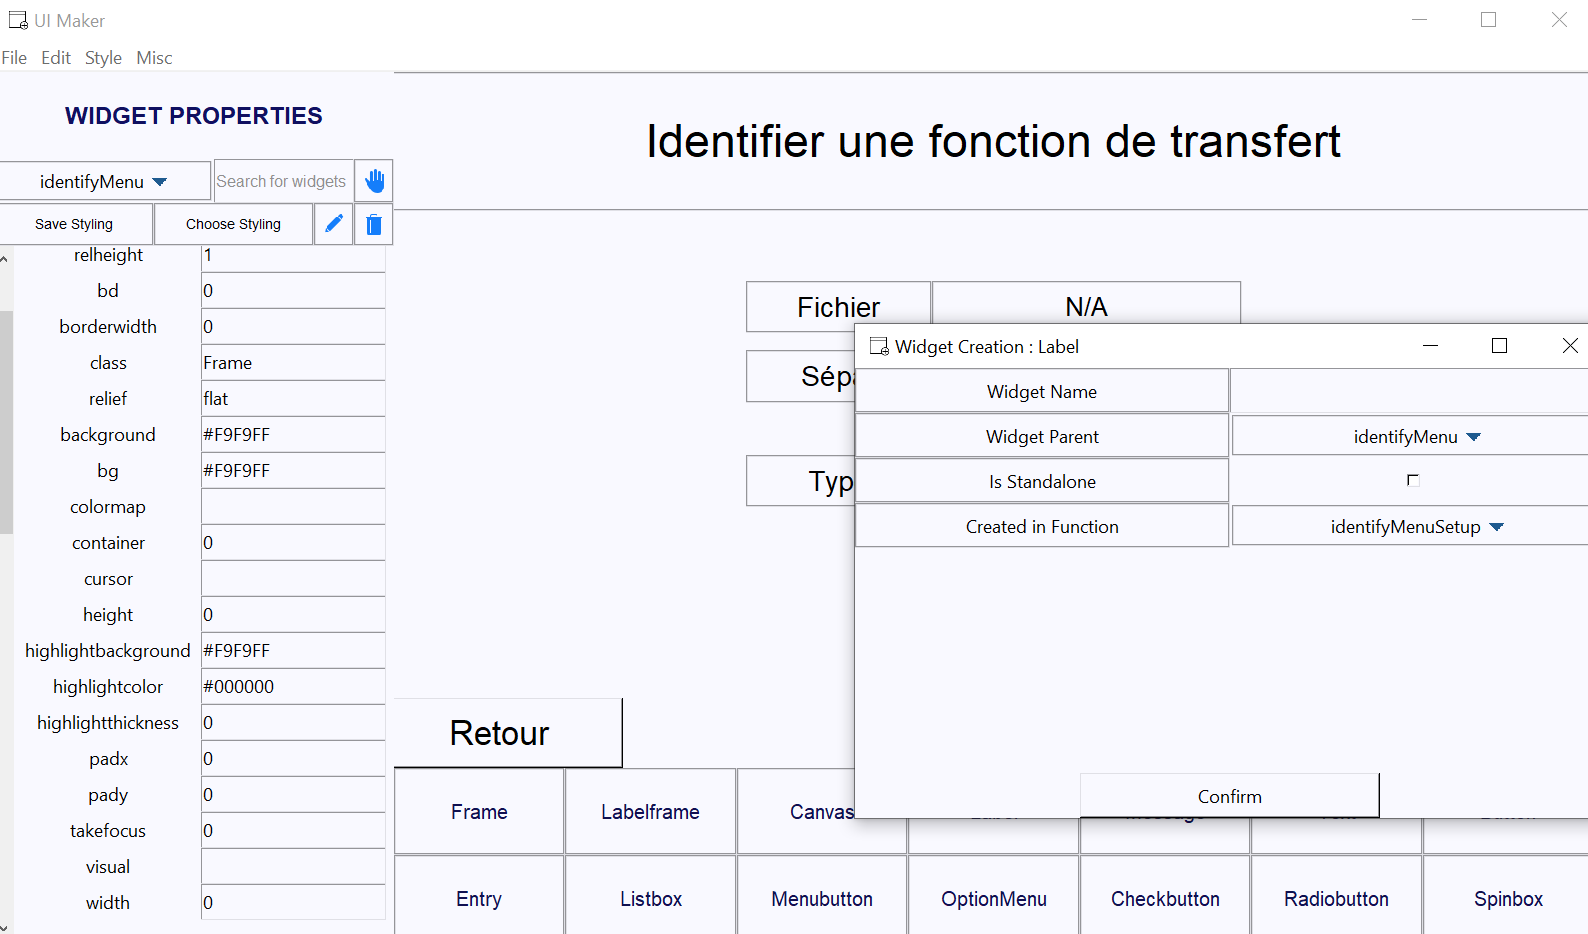 UI Maker
File Edit Style Misc
WIDGET PROPERTIES
identifyMenu
Search for widgets
Save Styling
Choose Styling
relheight 1
bd 0
borderwidth 0
class Frame
relief flat
background #F9F9FF
bg #F9F9FF
colormap
container 0
cursor
height 0
highlightbackground #F9F9FF
highlightcolor #000000
highlightthickness 0
padx 0
pady 0
takefocus 0
visual
width 0
Identifier une fonction de transfert
Fichier N/A
Sépa
Typ
Widget Creation : Label
Widget Name
Widget Parent identifyMenu
Is Standalone
Created in Function identifyMenuSetup
Confirm
Retour
Frame Labelframe Canvas
Entry Listbox Menubutton OptionMenu Checkbutton Radiobutton Spinbox